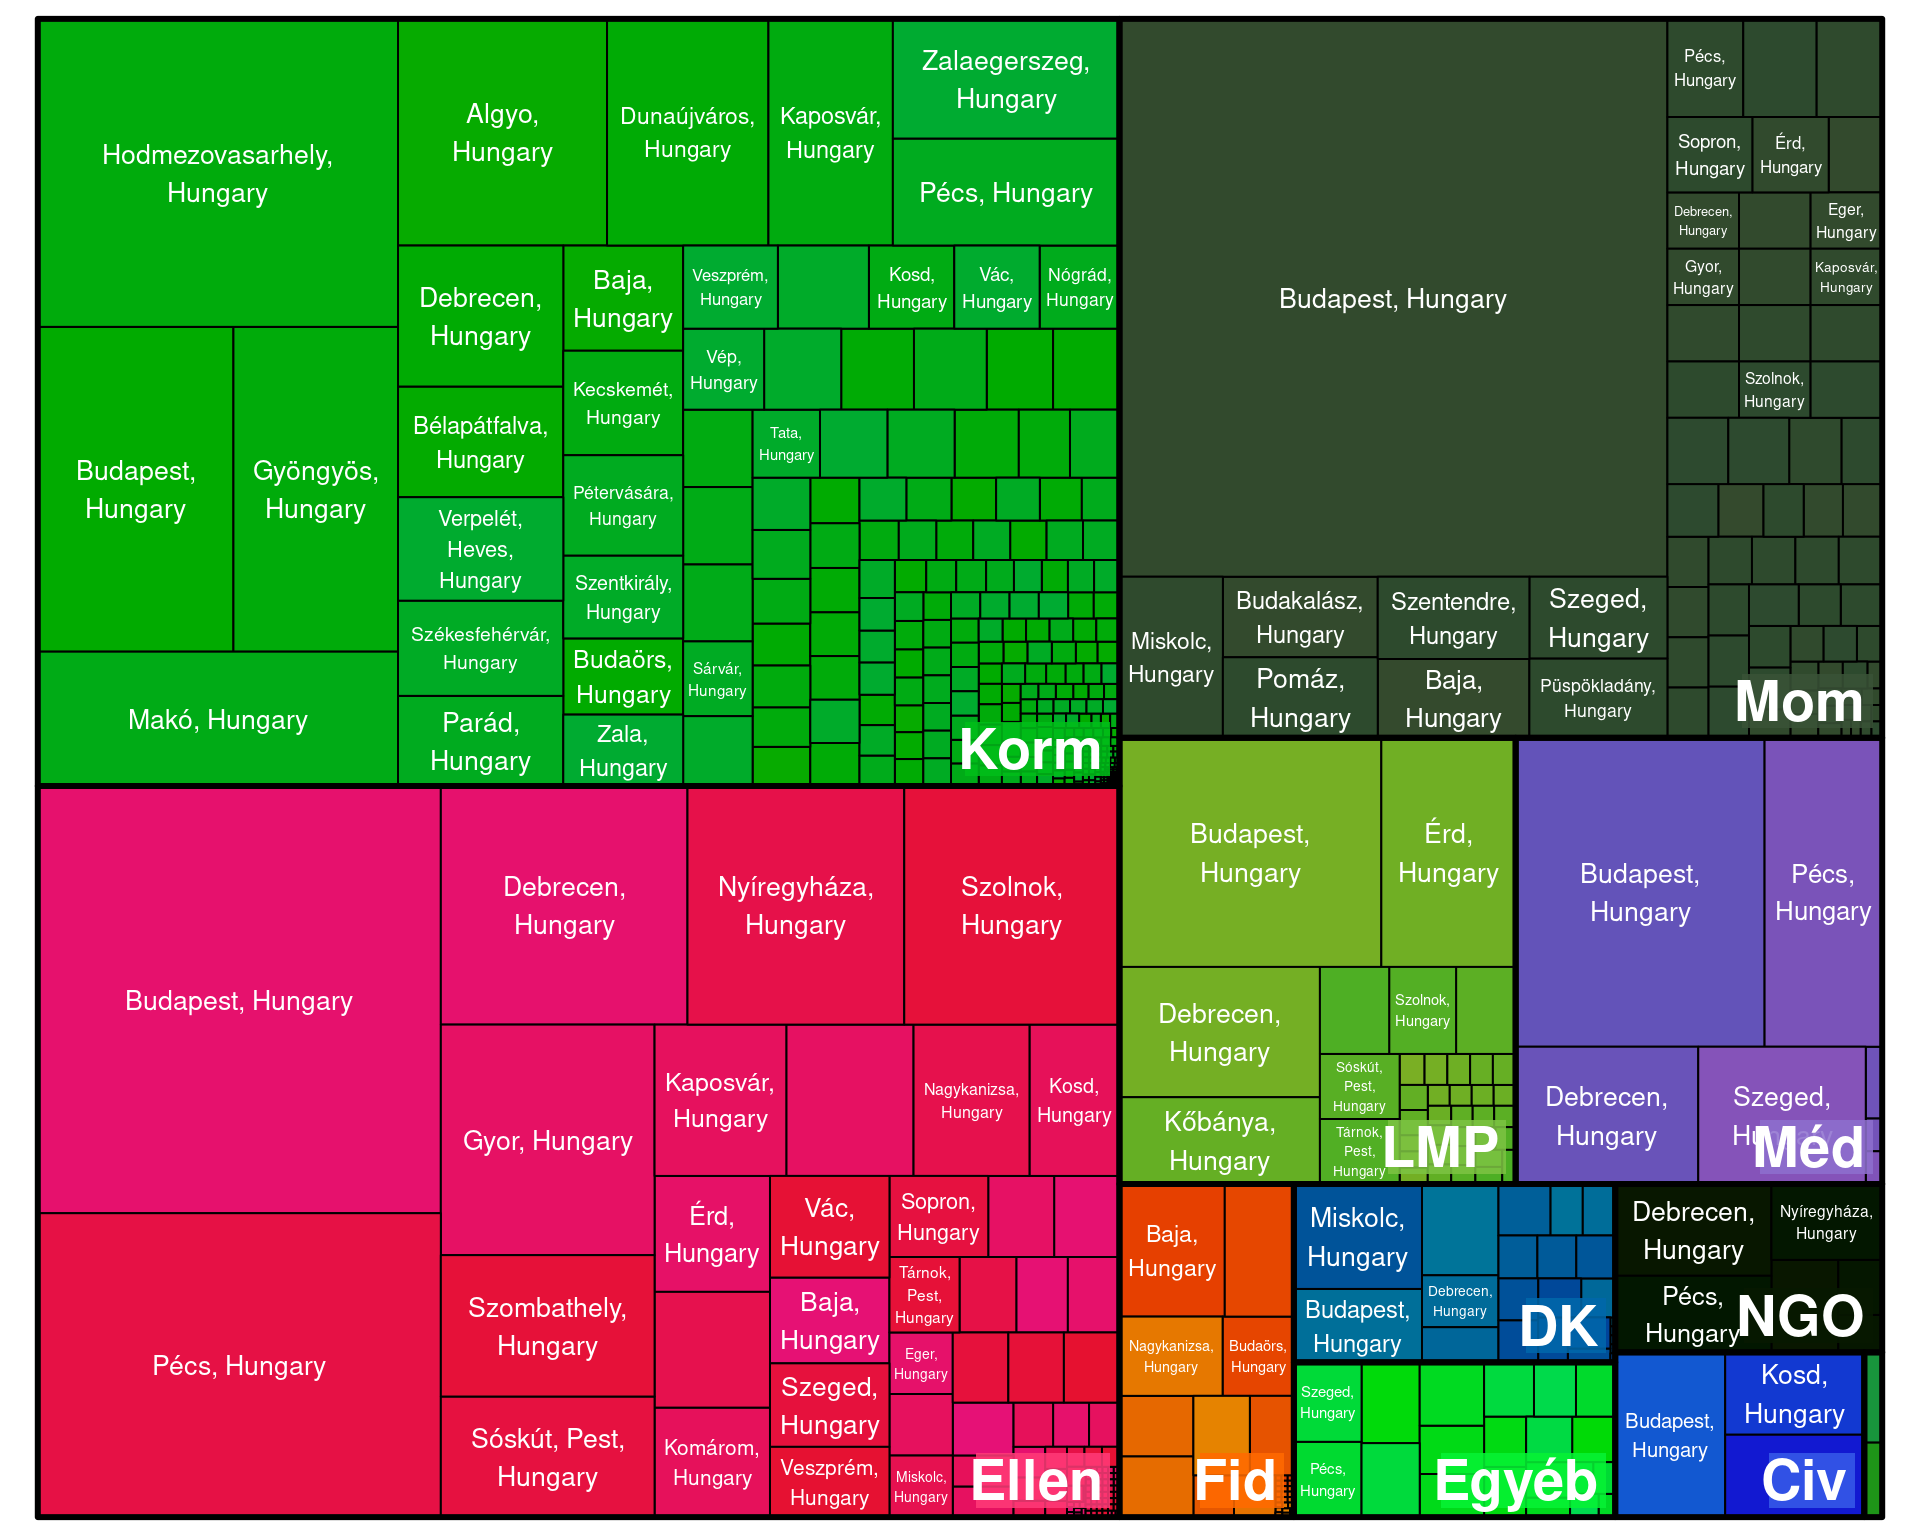 Hodmezovasarhely,
Hungary
Algyo,
Hungary
Dunaújváros,
Hungary
Kaposvár,
Hungary
Zalaegerszeg,
Hungary
Pécs, Hungary
Budapest,
Hungary
Gyöngyös,
Hungary
Makó, Hungary
Debrecen,
Hungary
Bélapátfalva,
Hungary
Verpelét,
Heves,
Hungary
Székesfehérvár,
Hungary
Parád,
Hungary
Baja,
Hungary
Kecskemét,
Hungary
Pétervására,
Hungary
Szentkirály,
Hungary
Budaörs,
Hungary
Zala,
Hungary
Veszprém,
Hungary
Kosd,
Hungary
Vác,
Hungary
Nógrád,
Hungary
Vép,
Hungary
Tata,
Hungary
Sárvár,
Hungary
Korm
Budapest, Hungary
Pécs,
Hungary
Sopron,
Hungary
Érd,
Hungary
Debrecen,
Hungary
Eger,
Hungary
Gyor,
Hungary
Kaposvár,
Hungary
Szolnok,
Hungary
Miskolc,
Hungary
Budakalász,
Hungary
Pomáz,
Hungary
Szentendre,
Hungary
Baja,
Hungary
Szeged,
Hungary
Püspökladány,
Hungary
Mom
Budapest, Hungary
Pécs, Hungary
Debrecen,
Hungary
Nyíregyháza,
Hungary
Szolnok,
Hungary
Gyor, Hungary
Szombathely,
Hungary
Sóskút, Pest,
Hungary
Kaposvár,
Hungary
Nagykanizsa,
Hungary
Kosd,
Hungary
Érd,
Hungary
Komárom,
Hungary
Vác,
Hungary
Baja,
Hungary
Szeged,
Hungary
Veszprém,
Hungary
Sopron,
Hungary
Tárnok,
Pest,
Hungary
Eger,
Hungary
Miskolc,
Hungary
Ellen
Budapest,
Hungary
Érd,
Hungary
Debrecen,
Hungary
Kőbánya,
Hungary
Szolnok,
Hungary
Sóskút,
Pest,
Hungary
Tárnok,
Pest,
Hungary
LMP
Budapest,
Hungary
Pécs,
Hungary
Debrecen,
Hungary
Szeged,
Hungary
Méd
Baja,
Hungary
Nagykanizsa,
Hungary
Budaörs,
Hungary
Fid
Miskolc,
Hungary
Budapest,
Hungary
Debrecen,
Hungary
DK
Debrecen,
Hungary
Nyíregyháza,
Hungary
Pécs,
Hungary
NGO
Szeged,
Hungary
Pécs,
Hungary
Egyéb
Budapest,
Hungary
Kosd,
Hungary
Civ